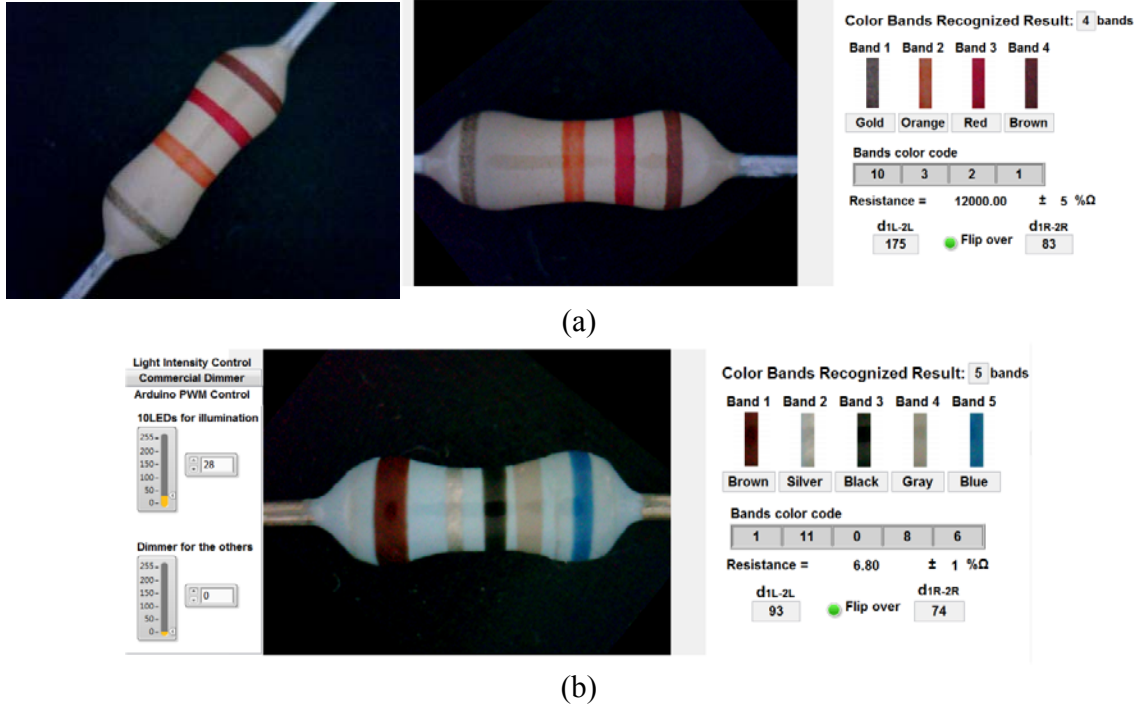 Color Bands Recognized Result: 4 bands
Band 1 Band 2 Band 3 Band 4
Gold Orange Red Brown
Bands color code
10 3 2 1
Resistance = 12000.00 ± 5 %Ω
d1L-2L Flip over d1R-2R
175 83
(a)
Light Intensity Control
Commercial Dimmer
Arduino PWM Control
10LEDs for illumination
255
200
150
100
50
0
28
Dimmer for the others
255
200
150
100
50
0
0
Color Bands Recognized Result: 5 bands
Band 1 Band 2 Band 3 Band 4 Band 5
Brown Silver Black Gray Blue
Bands color code
1 11 0 8 6
Resistance = 6.80 ± 1 %Ω
d1L-2L Flip over d1R-2R
93 74
(b)